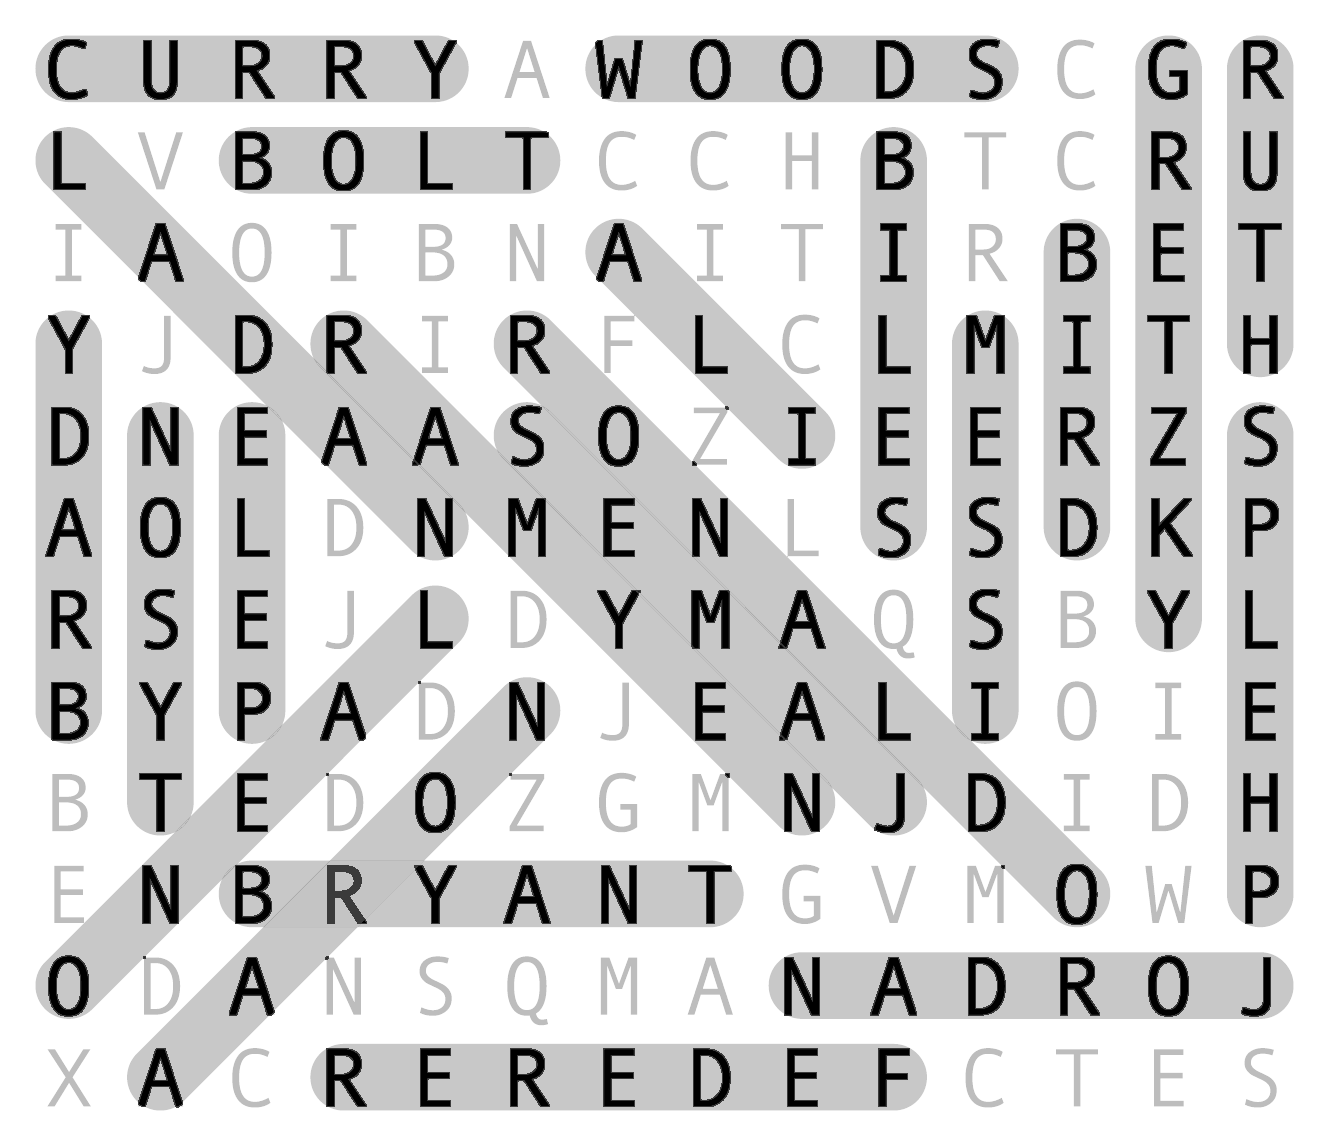 C U R R Y A W O O D S C G R
L V B O L T C C H B T C R U
I A O I B N A I T I R B E T
Y J D R I R F L C L M I T H
D N E A A S O Z I E E R Z S
A O L D N M E N L S S D K P
R S E J L D Y M A Q S B Y L
B Y P A D N J E A L I O I E
B T E D O Z G M N J D I D H
E N B R Y A N T G V M O W P
O D A N S Q M A N A D R O J
X A C R E R E D E F C T E S